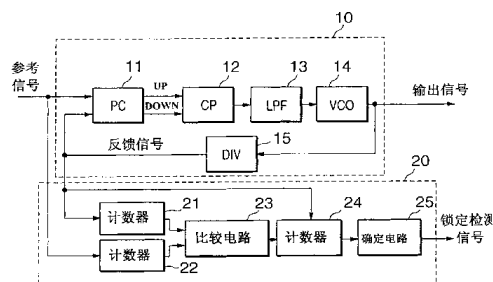 10
参考
信号
11
UP
DOWN
PC
12
CP
13
LPF
14
VCO
输出信号
反馈信号
DIV
15
20
计数器
21
计数器
22
比较电路
23
计数器
24
确定电路
25
锁定检测
信号